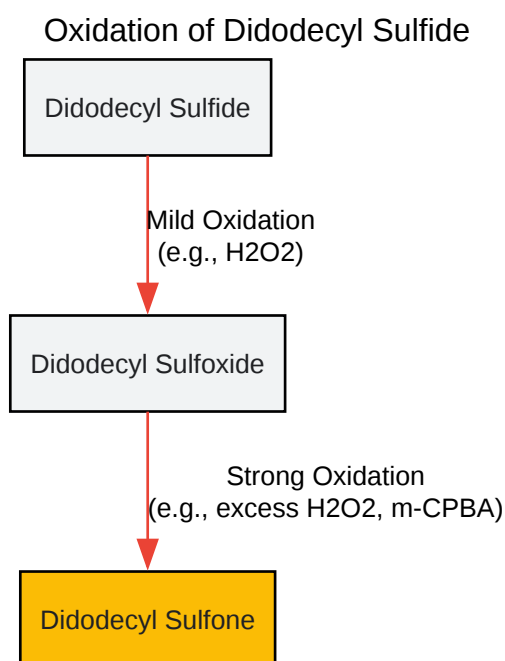 Oxidation of Didodecyl Sulfide
Didodecyl Sulfide
Mild Oxidation
(e.g., H2O2)
Didodecyl Sulfoxide
Strong Oxidation
(e.g., excess H2O2, m-CPBA)
Didodecyl Sulfone